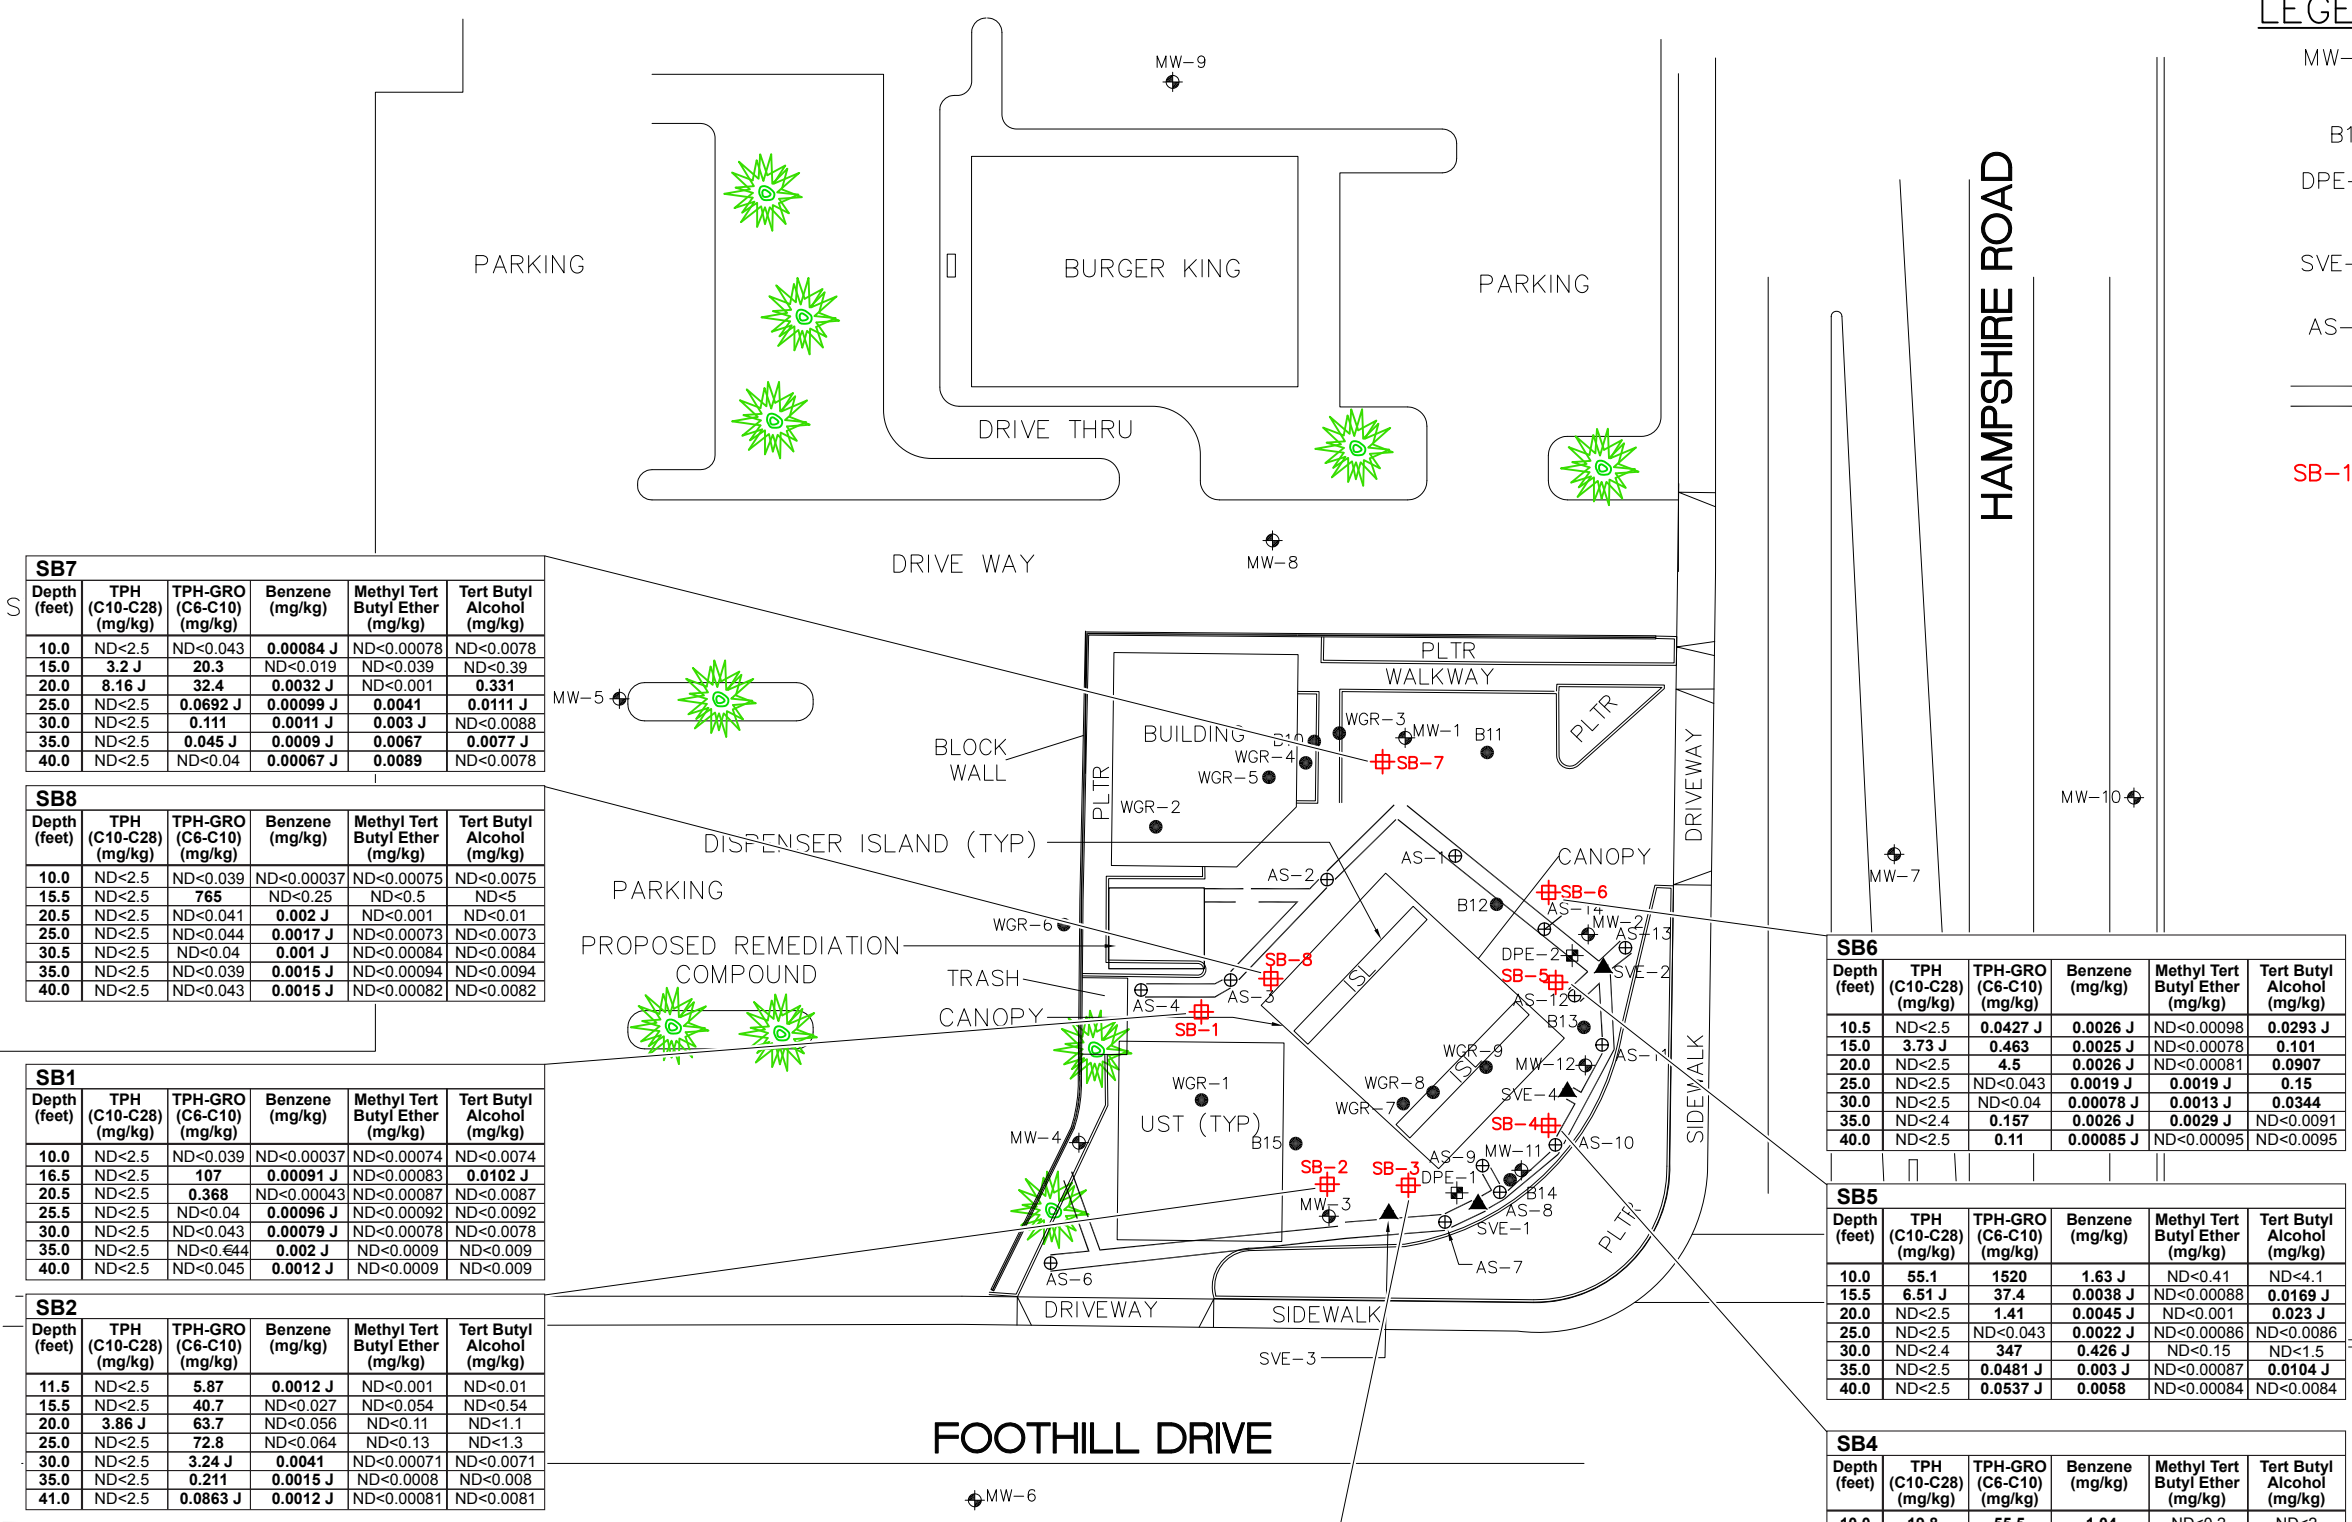 LEGE
MW-
B1
DPE-
SVE-
AS-
SB-1
MW-9
PARKING
BURGER KING
PARKING
HAMPSHIRE ROAD
DRIVE THRU
DRIVE WAY
MW-8
S
SB7
Depth (feet) TPH (C10-C28) (mg/kg) TPH-GRO (C6-C10) (mg/kg) Benzene (mg/kg) Methyl Tert Butyl Ether (mg/kg) Tert Butyl Alcohol (mg/kg)
10.0 ND<2.5 ND<0.043 0.00084 J ND<0.00078 ND<0.0078
15.0 3.2 J 20.3 ND<0.019 ND<0.039 ND<0.39
20.0 8.16 J 32.4 0.0032 J ND<0.001 0.331
25.0 ND<2.5 0.0692 J 0.00099 J 0.0041 0.0111 J
30.0 ND<2.5 0.111 0.0011 J 0.003 J ND<0.0088
35.0 ND<2.5 0.045 J 0.0009 J 0.0067 0.0077 J
40.0 ND<2.5 ND<0.04 0.00067 J 0.0089 ND<0.0078
SB8
Depth (feet) TPH (C10-C28) (mg/kg) TPH-GRO (C6-C10) (mg/kg) Benzene (mg/kg) Methyl Tert Butyl Ether (mg/kg) Tert Butyl Alcohol (mg/kg)
10.0 ND<2.5 ND<0.039 ND<0.00037 ND<0.00075 ND<0.0075
15.5 ND<2.5 765 ND<0.25 ND<0.5 ND<5
20.5 ND<2.5 ND<0.041 0.002 J ND<0.001 ND<0.01
25.0 ND<2.5 ND<0.044 0.0017 J ND<0.00073 ND<0.0073
30.5 ND<2.5 ND<0.04 0.001 J ND<0.00084 ND<0.0084
35.0 ND<2.5 ND<0.039 0.0015 J ND<0.00094 ND<0.0094
40.0 ND<2.5 ND<0.043 0.0015 J ND<0.00082 ND<0.0082
SB1
Depth (feet) TPH (C10-C28) (mg/kg) TPH-GRO (C6-C10) (mg/kg) Benzene (mg/kg) Methyl Tert Butyl Ether (mg/kg) Tert Butyl Alcohol (mg/kg)
10.0 ND<2.5 ND<0.039 ND<0.00037 ND<0.00074 ND<0.0074
16.5 ND<2.5 107 0.00091 J ND<0.00083 0.0102 J
20.5 ND<2.5 0.368 ND<0.00043 ND<0.00087 ND<0.0087
25.5 ND<2.5 ND<0.04 0.00096 J ND<0.00092 ND<0.0092
30.0 ND<2.5 ND<0.043 0.00079 J ND<0.00078 ND<0.0078
35.0 ND<2.5 ND<0.€44 0.002 J ND<0.0009 ND<0.009
40.0 ND<2.5 ND<0.045 0.0012 J ND<0.0009 ND<0.009
SB2
Depth (feet) TPH (C10-C28) (mg/kg) TPH-GRO (C6-C10) (mg/kg) Benzene (mg/kg) Methyl Tert Butyl Ether (mg/kg) Tert Butyl Alcohol (mg/kg)
11.5 ND<2.5 5.87 0.0012 J ND<0.001 ND<0.01
15.5 ND<2.5 40.7 ND<0.027 ND<0.054 ND<0.54
20.0 3.86 J 63.7 ND<0.056 ND<0.11 ND<1.1
25.0 ND<2.5 72.8 ND<0.064 ND<0.13 ND<1.3
30.0 ND<2.5 3.24 J 0.0041 ND<0.00071 ND<0.0071
35.0 ND<2.5 0.211 0.0015 J ND<0.0008 ND<0.008
41.0 ND<2.5 0.0863 J 0.0012 J ND<0.00081 ND<0.0081
MW-5
PLTR
WALKWAY
PLTR
BUILDING
BLOCK
WALL
PLTR
B10
WGR-3
MW-1
B11
WGR-4
WGR-5
SB-7
WGR-2
DRIVEWAY
MW-10
MW-7
DISPENSER ISLAND (TYP)
AS-1
CANOPY
AS-2
PARKING
SB-6
B12
AS-14
MW-2
AS-13
WGR-6
PROPOSED REMEDIATION
COMPOUND
DPE-2
SVE-2
SB-8
SB-5
ISL
TRASH
AS-3
AS-4
AS-12
CANOPY
SB-1
B13
AS-11
WGR-9
ISL
MW-12
SIDEWALK
WGR-1
WGR-8
WGR-7
SVE-4
UST (TYP)
SB-4
MW-4
B15
AS-10
SB-2
SB-3
AS-9
MW-11
DPE-1
MW-3
B14
AS-8
SVE-1
PLTR
AS-6
AS-7
DRIVEWAY
SIDEWALK
SVE-3
FOOTHILL DRIVE
MW-6
SB6
Depth (feet) TPH (C10-C28) (mg/kg) TPH-GRO (C6-C10) (mg/kg) Benzene (mg/kg) Methyl Tert Butyl Ether (mg/kg) Tert Butyl Alcohol (mg/kg)
10.5 ND<2.5 0.0427 J 0.0026 J ND<0.00098 0.0293 J
15.0 3.73 J 0.463 0.0025 J ND<0.00078 0.101
20.0 ND<2.5 4.5 0.0026 J ND<0.00081 0.0907
25.0 ND<2.5 ND<0.043 0.0019 J 0.0019 J 0.15
30.0 ND<2.5 ND<0.04 0.00078 J 0.0013 J 0.0344
35.0 ND<2.4 0.157 0.0026 J 0.0029 J ND<0.0091
40.0 ND<2.5 0.11 0.00085 J ND<0.00095 ND<0.0095
SB5
Depth (feet) TPH (C10-C28) (mg/kg) TPH-GRO (C6-C10) (mg/kg) Benzene (mg/kg) Methyl Tert Butyl Ether (mg/kg) Tert Butyl Alcohol (mg/kg)
10.0 55.1 1520 1.63 J ND<0.41 ND<4.1
15.5 6.51 J 37.4 0.0038 J ND<0.00088 0.0169 J
20.0 ND<2.5 1.41 0.0045 J ND<0.001 0.023 J
25.0 ND<2.5 ND<0.043 0.0022 J ND<0.00086 ND<0.0086
30.0 ND<2.4 347 0.426 J ND<0.15 ND<1.5
35.0 ND<2.5 0.0481 J 0.003 J ND<0.00087 0.0104 J
40.0 ND<2.5 0.0537 J 0.0058 ND<0.00084 ND<0.0084
SB4
Depth (feet) TPH (C10-C28) (mg/kg) TPH-GRO (C6-C10) (mg/kg) Benzene (mg/kg) Methyl Tert Butyl Ether (mg/kg) Tert Butyl Alcohol (mg/kg)